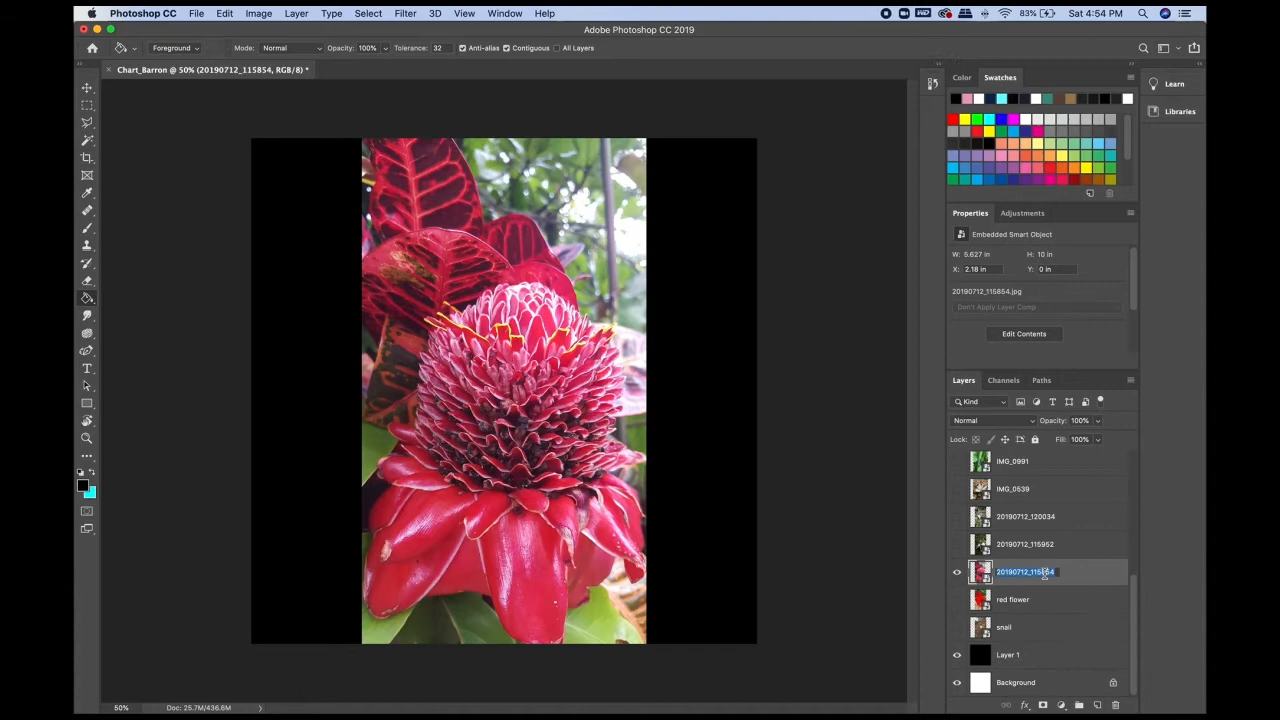 Photoshop CC File Edit Image Layer Type Select Filter 3D View Window Help 83% Sat 4:54 PM
Adobe Photoshop CC 2019
Foreground Mode: Normal Opacity: 100% Tolerance: 32 Anti-alias Contiguous All Layers
Chart_Barron @ 50% (20190712_115854, RGB/8) *
Color Swatches
Learn
Libraries
Properties Adjustments
Embedded Smart Object
W: 5.627 in H: 10 in
X: 2.18 in Y: 0 in
20190712_115854.jpg
Don't Apply Layer Comp
Edit Contents
Layers Channels Paths
Kind
Normal Opacity: 100%
Lock: Fill: 100%
IMG_0991
IMG_0539
20190712_120034
20190712_115952
20190712_115854
red flower
snail
Layer 1
Background
50% Doc: 25.7M/436.6M